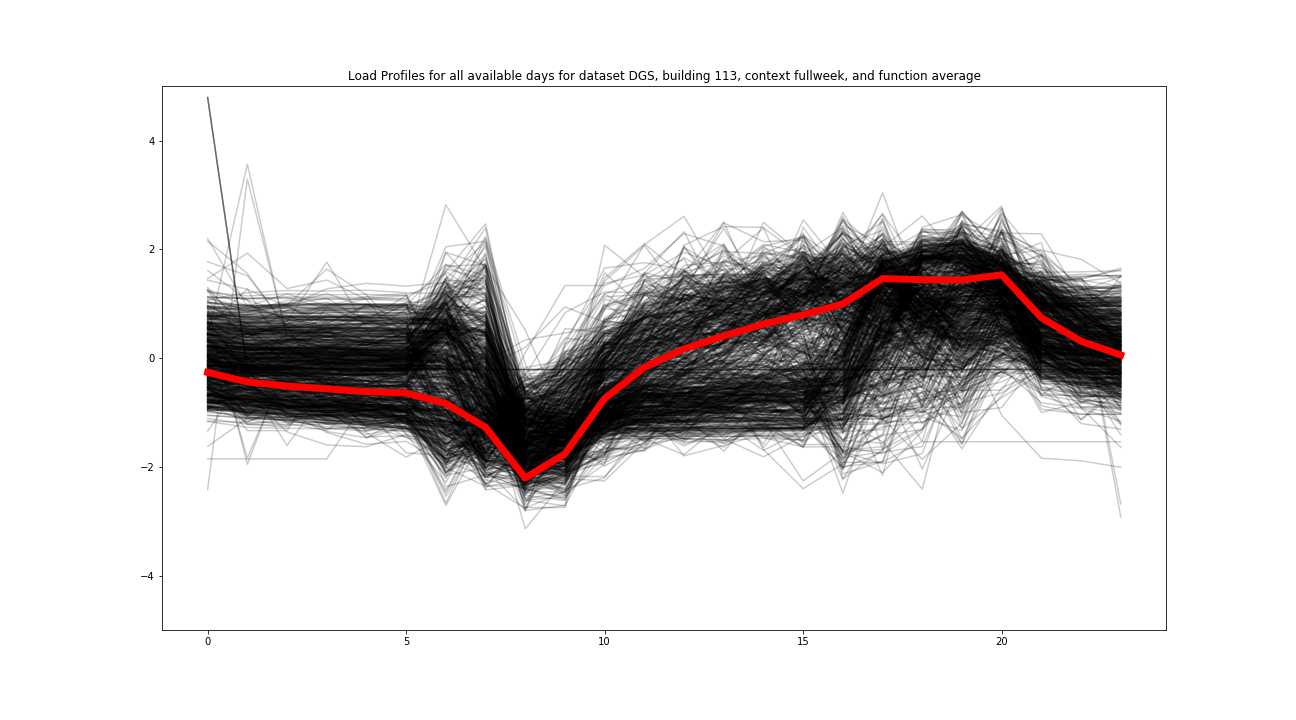 Load Profiles for all available days for dataset DGS, building 113, context fullweek, and function average
4
2
0
−2
−4
0 5 10 15 20